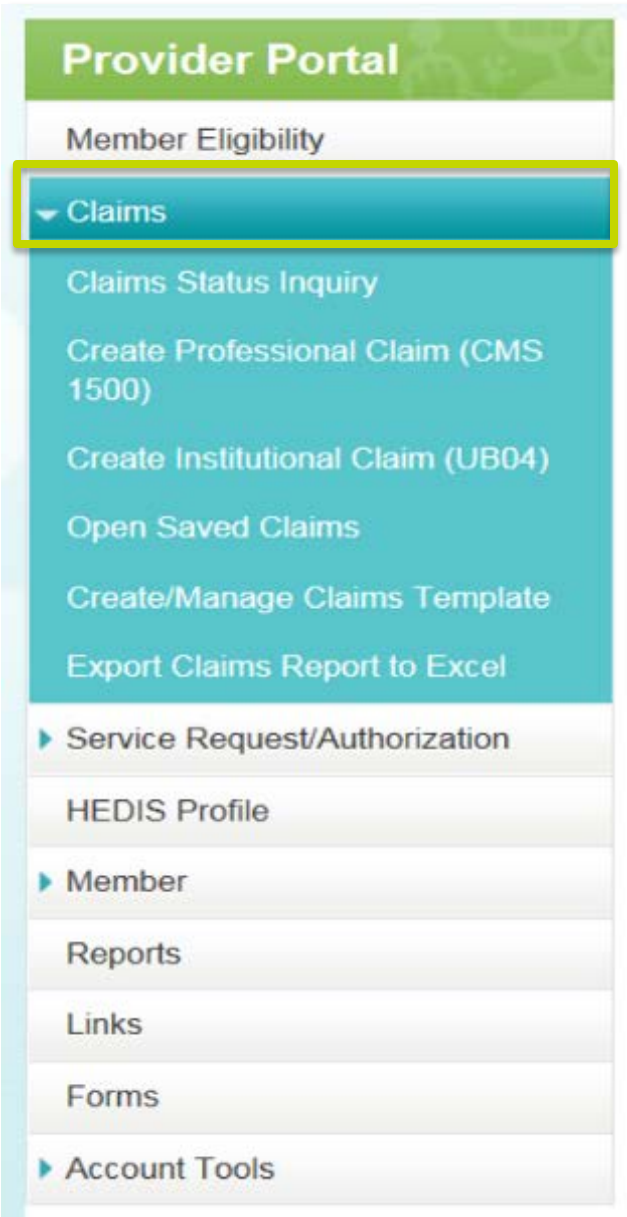 Provider Portal
Member Eligibility
Claims
Claims Status Inquiry
Create Professional Claim (CMS
1500)
Create Institutional Claim (UB04)
Open Saved Claims
Create/Manage Claims Template
Export Claims Report to Excel
Service Request/Authorization
HEDIS Profile
Member
Reports
Links
Forms
Account Tools